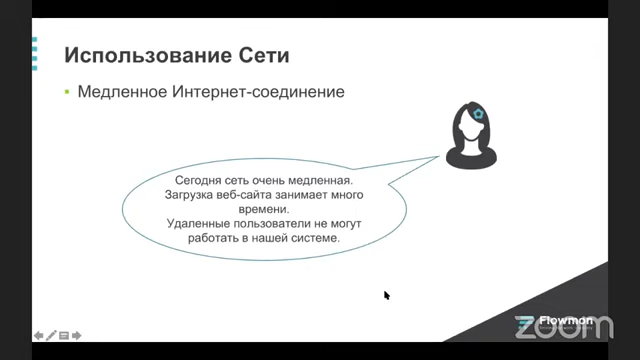 Использование Сети
Медленное Интернет-соединение
Сегодня сеть очень медленная.
Загрузка веб-сайта занимает много
времени.
Удаленные пользователи не могут
работать в нашей системе.
Flowmon
zoom